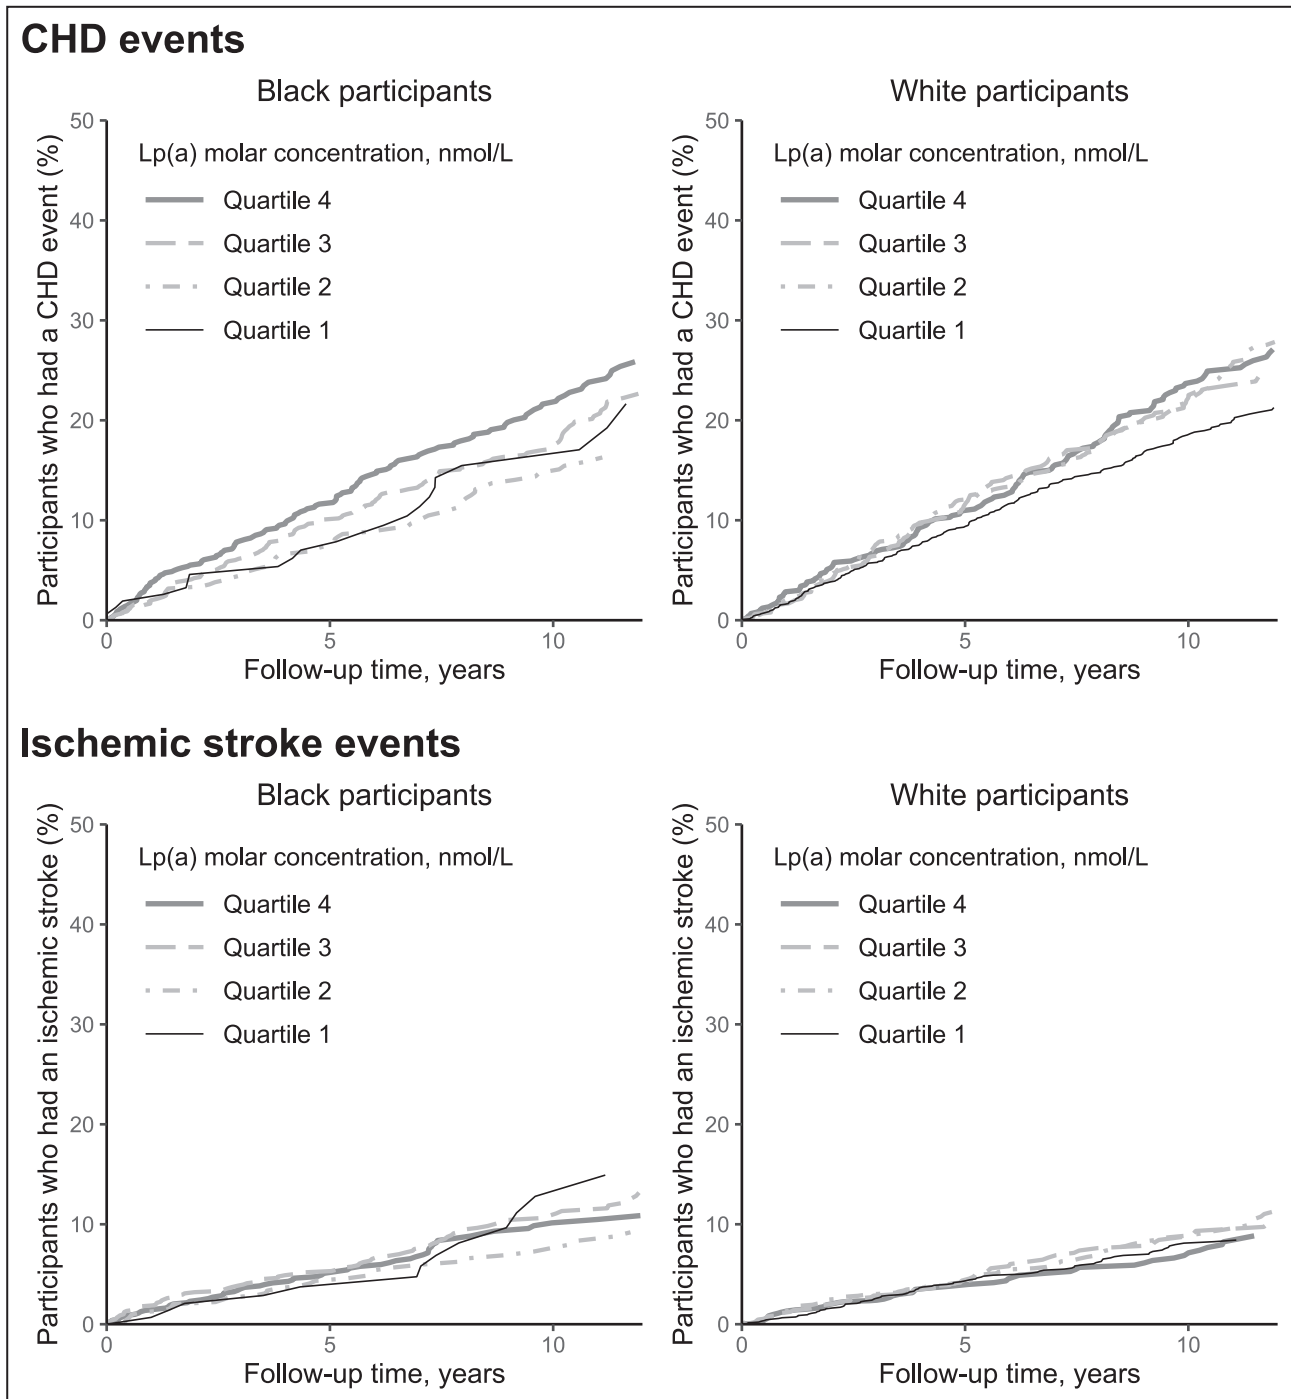 CHD events
Black participants
Participants who had a CHD event (%)
50
40
30
20
10
0
Lp(a) molar concentration, nmol/L
Quartile 4
Quartile 3
Quartile 2
Quartile 1
0 5 10
Follow-up time, years
White participants
Participants who had a CHD event (%)
50
40
30
20
10
0
Lp(a) molar concentration, nmol/L
Quartile 4
Quartile 3
Quartile 2
Quartile 1
0 5 10
Follow-up time, years
Ischemic stroke events
Black participants
Participants who had an ischemic stroke (%)
50
40
30
20
10
0
Lp(a) molar concentration, nmol/L
Quartile 4
Quartile 3
Quartile 2
Quartile 1
0 5 10
Follow-up time, years
White participants
Participants who had an ischemic stroke (%)
50
40
30
20
10
0
Lp(a) molar concentration, nmol/L
Quartile 4
Quartile 3
Quartile 2
Quartile 1
0 5 10
Follow-up time, years